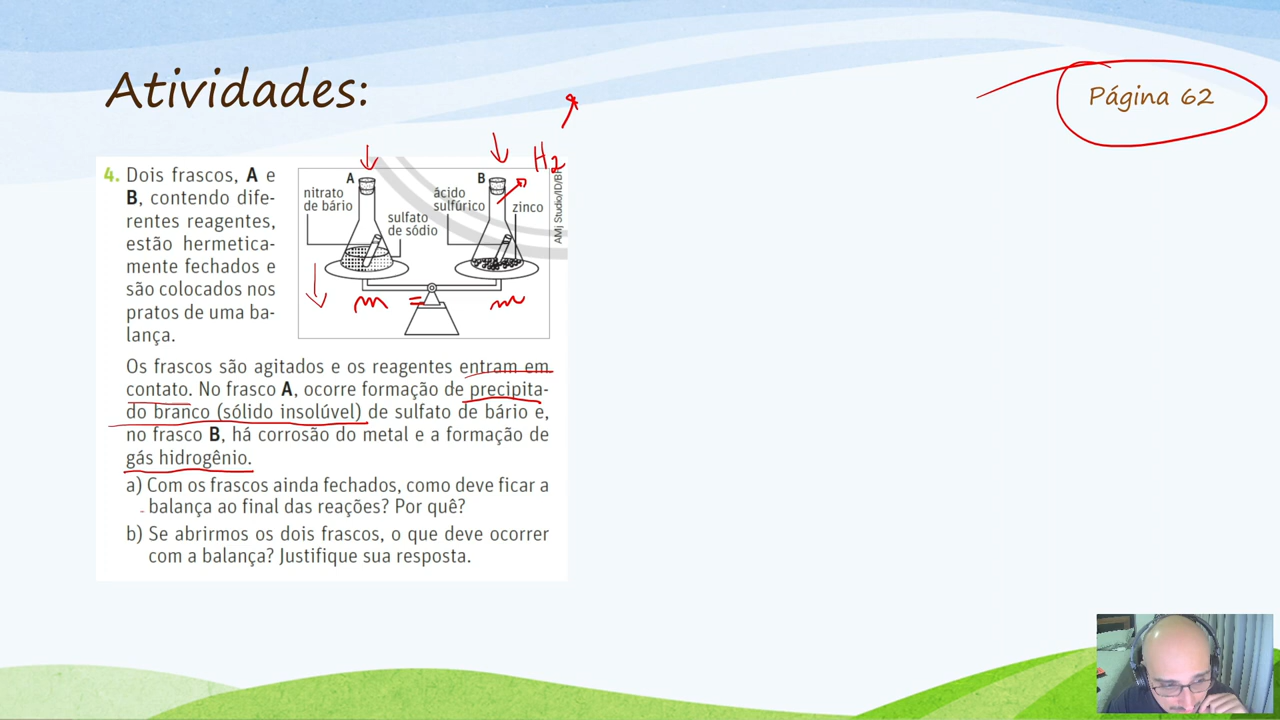 Atividades:
Página 62
H₂
4. Dois frascos, A e
B, contendo dife-
rentes reagentes,
estão hermetica-
mente fechados e
são colocados nos
pratos de uma ba-
lança.
A
B
nitrato
de bário
sulfato
de sódio
ácido
sulfúrico
zinco
AMj Studio/ID/BR
m = m
Os frascos são agitados e os reagentes entram em
contato. No frasco A, ocorre formação de precipita-
do branco (sólido insolúvel) de sulfato de bário e,
no frasco B, há corrosão do metal e a formação de
gás hidrogênio.
a) Com os frascos ainda fechados, como deve ficar a
balança ao final das reações? Por quê?
b) Se abrirmos os dois frascos, o que deve ocorrer
com a balança? Justifique sua resposta.